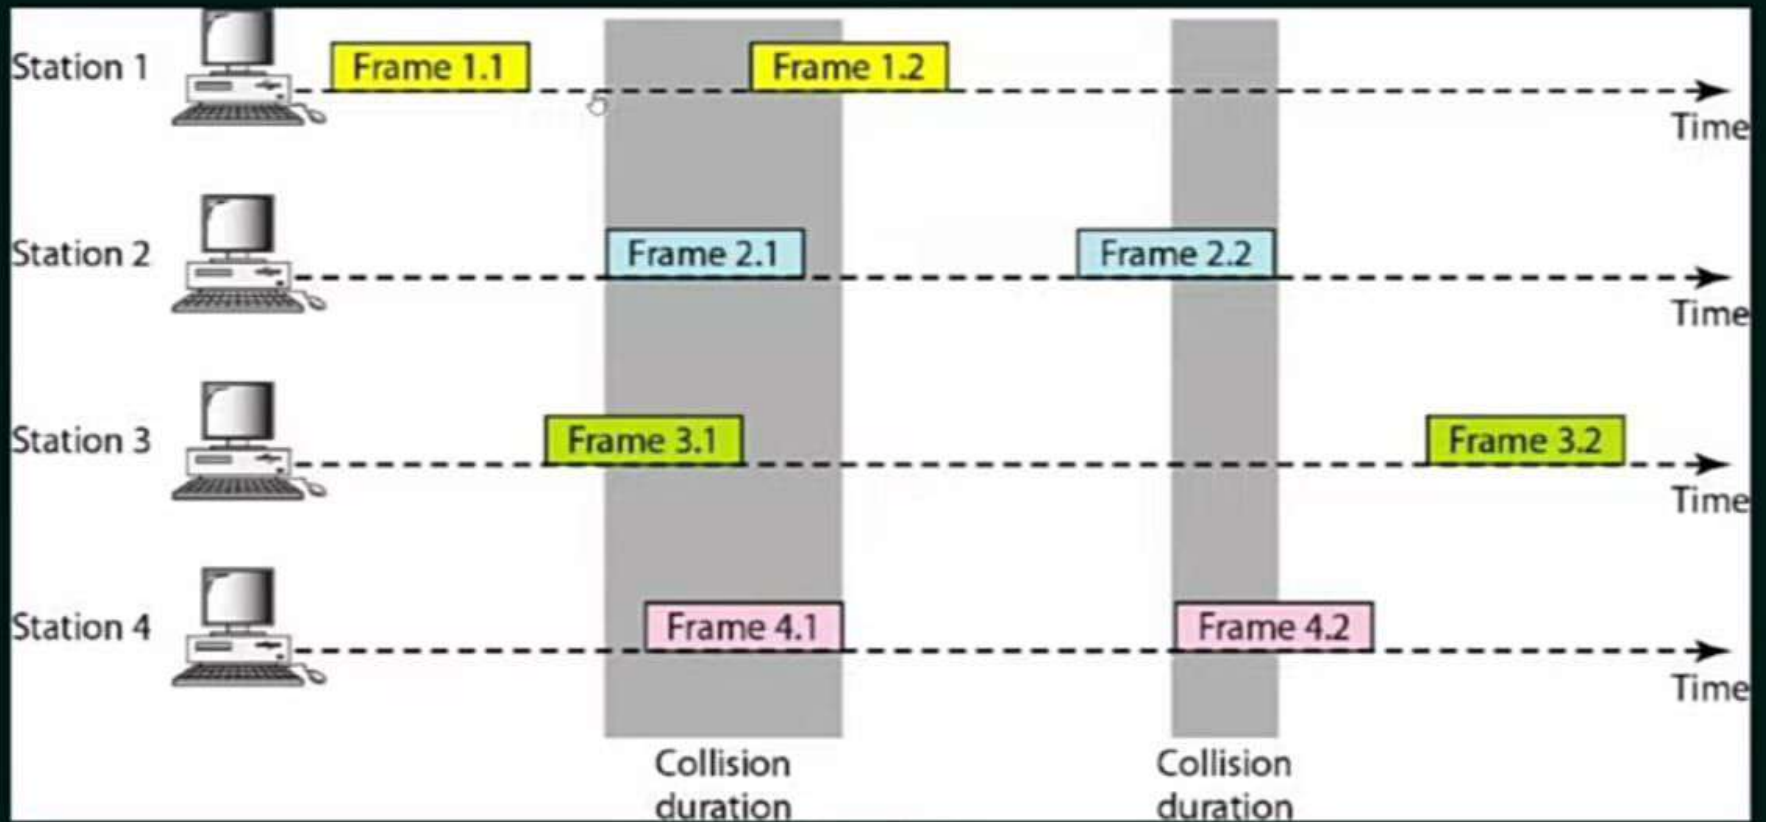 Station 1
Frame 1.1
Frame 1.2
Time
Station 2
Frame 2.1
Frame 2.2
Time
Station 3
Frame 3.1
Frame 3.2
Time
Station 4
Frame 4.1
Frame 4.2
Time
Collision
duration
Collision
duration